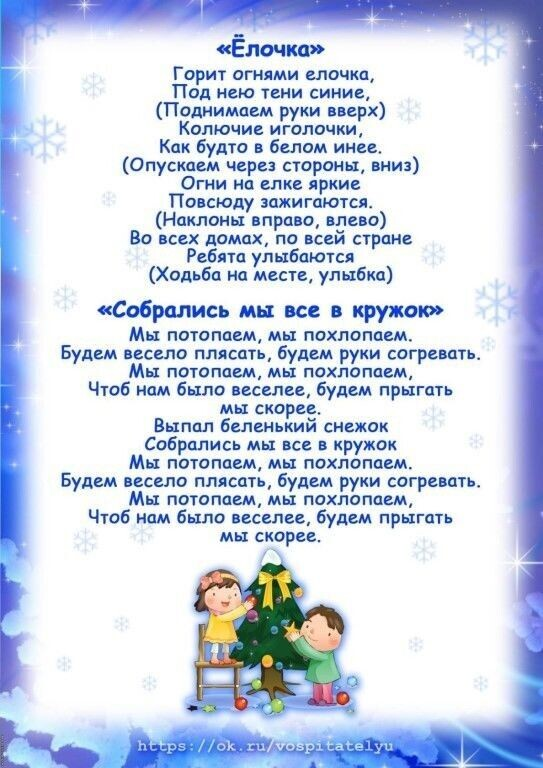 «Ёлочка»
Горит огнями елочка,
Под нею тени синие,
(Поднимаем руки вверх)
Колючие иголочки,
Как будто в белом инее.
(Опускаем через стороны, вниз)
Огни на елке яркие
Повсюду зажигаются.
(Наклоны вправо, влево)
Во всех домах, по всей стране
Ребята улыбаются
(Ходьба на месте, улыбка)
«Собрались мы все в кружок»
Мы потопаем, мы похлопаем.
Будем весело плясать, будем руки согревать.
Мы потопаем, мы похлопаем,
Чтоб нам было веселее, будем прыгать
мы скорее.
Выпал беленький снежок
Собрались мы все в кружок
Мы потопаем, мы похлопаем.
Будем весело плясать, будем руки согревать.
Мы потопаем, мы похлопаем,
Чтоб нам было веселее, будем прыгать
мы скорее.
https://ok.ru/vospitatelyu